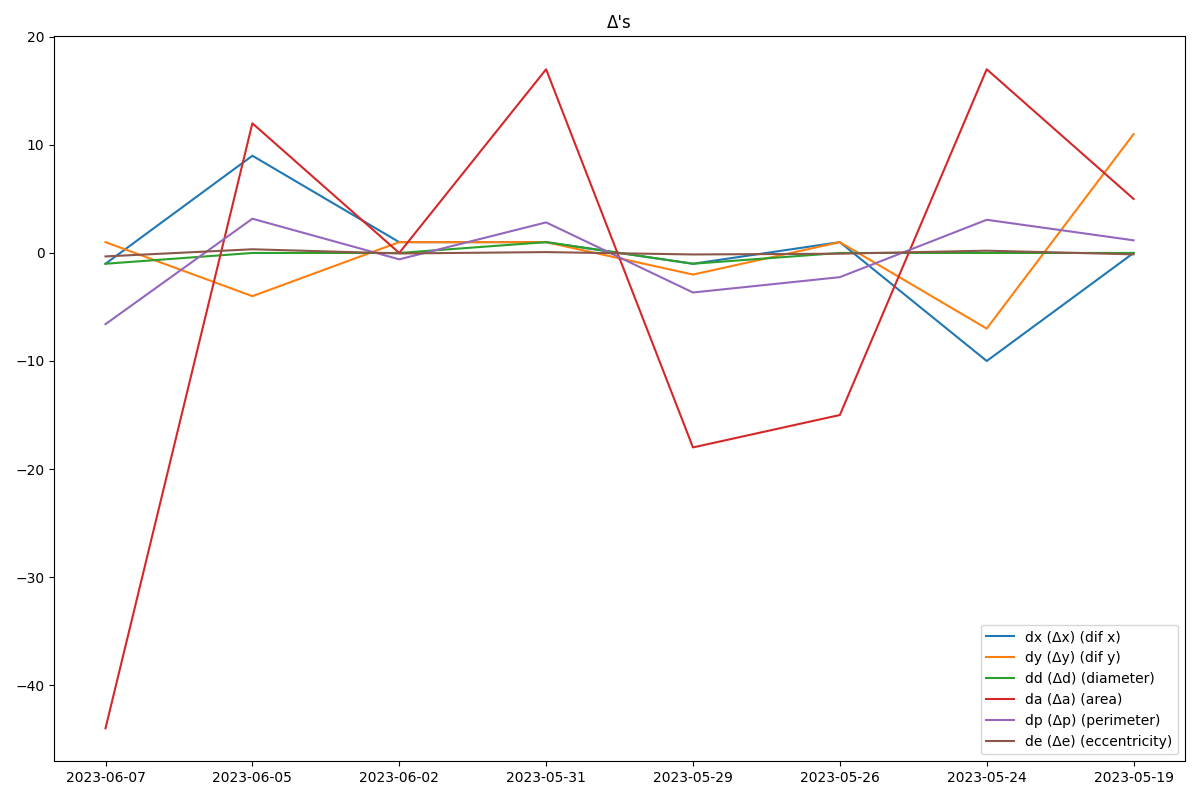 Δ's
20
10
0
−10
−20
−30
−40
dx (Δx) (dif x)
dy (Δy) (dif y)
dd (Δd) (diameter)
da (Δa) (area)
dp (Δp) (perimeter)
de (Δe) (eccentricity)
2023-06-07 2023-06-05 2023-06-02 2023-05-31 2023-05-29 2023-05-26 2023-05-24 2023-05-19